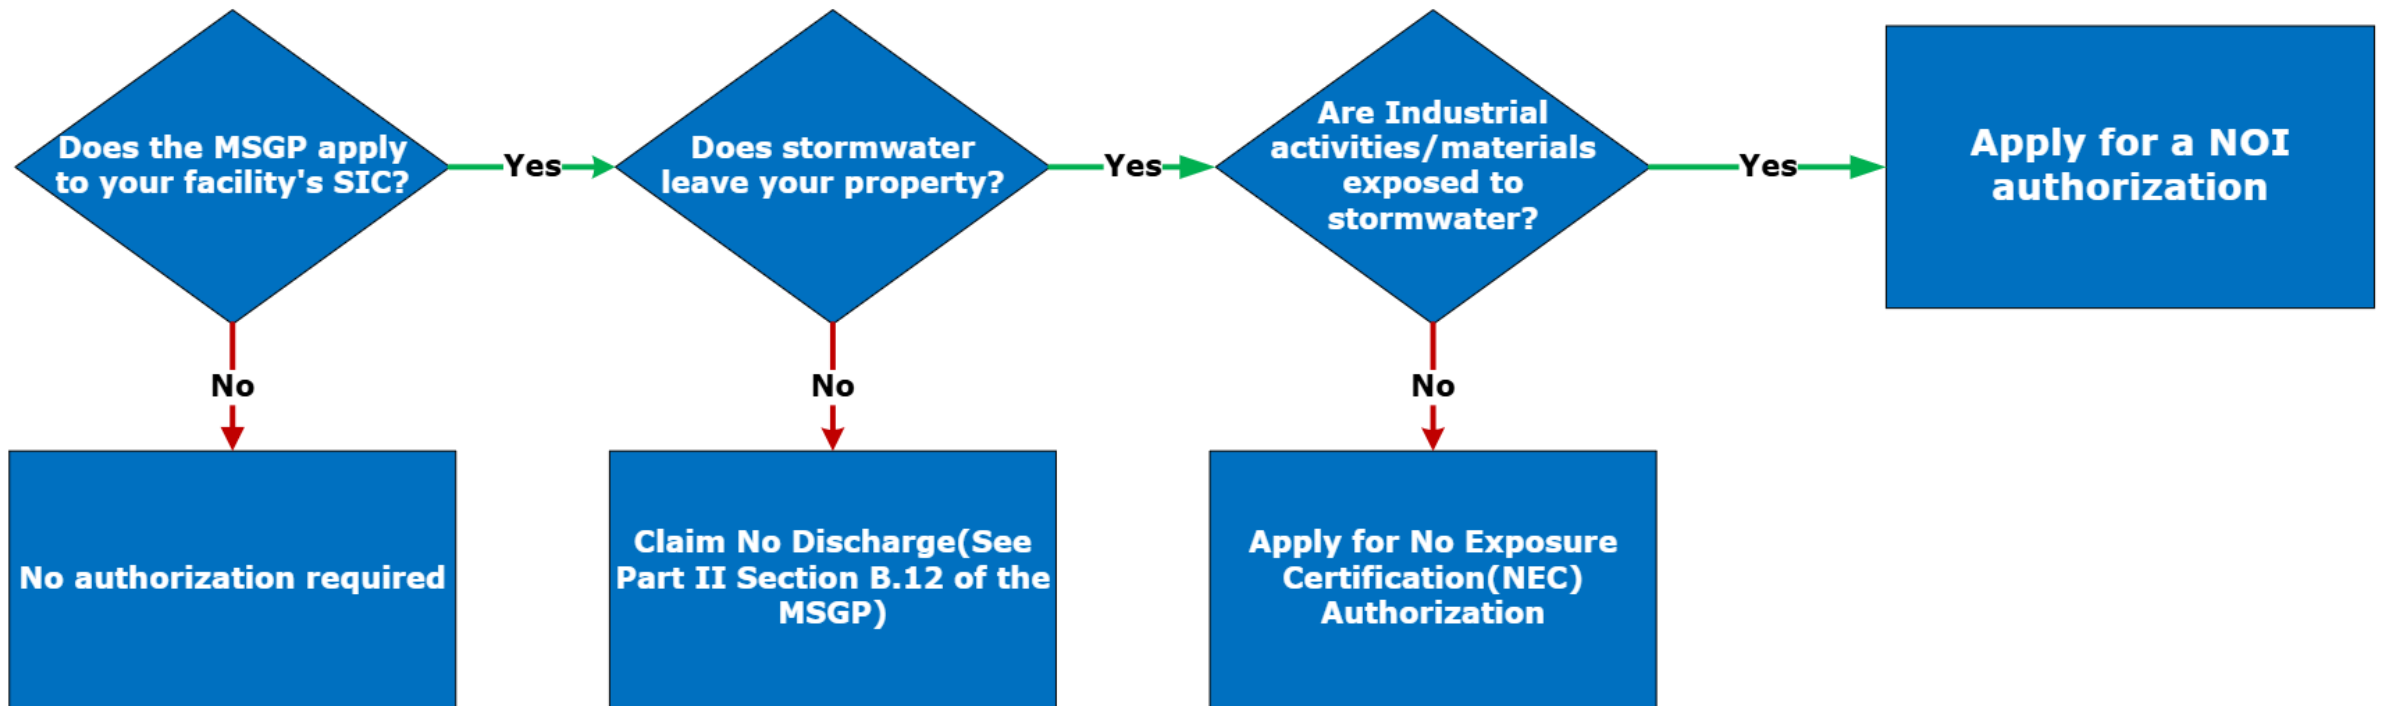 Does the MSGP apply
to your facility's SIC?
Yes
Does stormwater
leave your property?
Yes
Are Industrial
activities/materials
exposed to
stormwater?
Yes
Apply for a NOI
authorization
No
No
No
No authorization required
Claim No Discharge(See
Part II Section B.12 of the
MSGP)
Apply for No Exposure
Certification(NEC)
Authorization